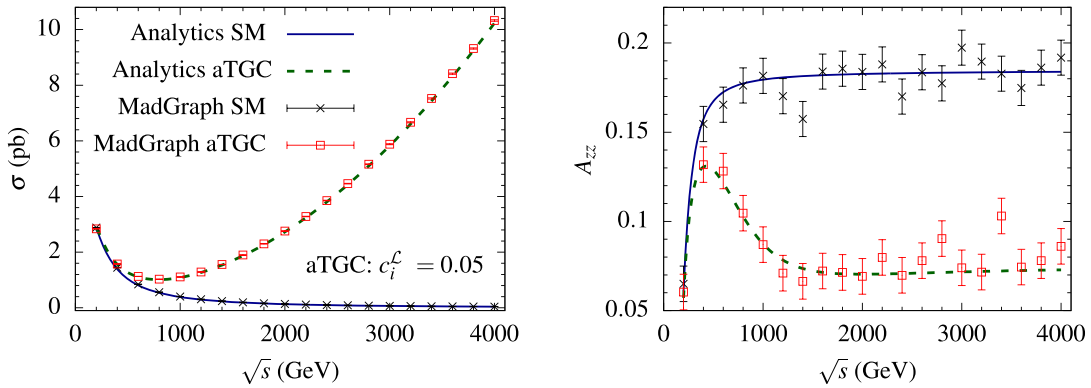 10
8
6
4
2
0
σ (pb)
Analytics SM
Analytics aTGC
MadGraph SM
MadGraph aTGC
aTGC: c_i^ℒ = 0.05
0 1000 2000 3000 4000
√s (GeV)
0.2
0.15
0.1
0.05
A_zz
0 1000 2000 3000 4000
√s (GeV)